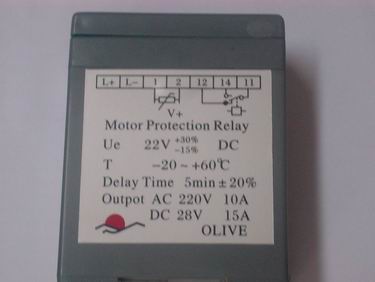 L+ L- 1 2 12 14 11
V+
Motor Protection Relay
Ue 22V +30% -15% DC
T -20 ~ +60℃
Delay Time 5min ± 20%
Output AC 220V 10A
DC 28V 15A
OLIVE